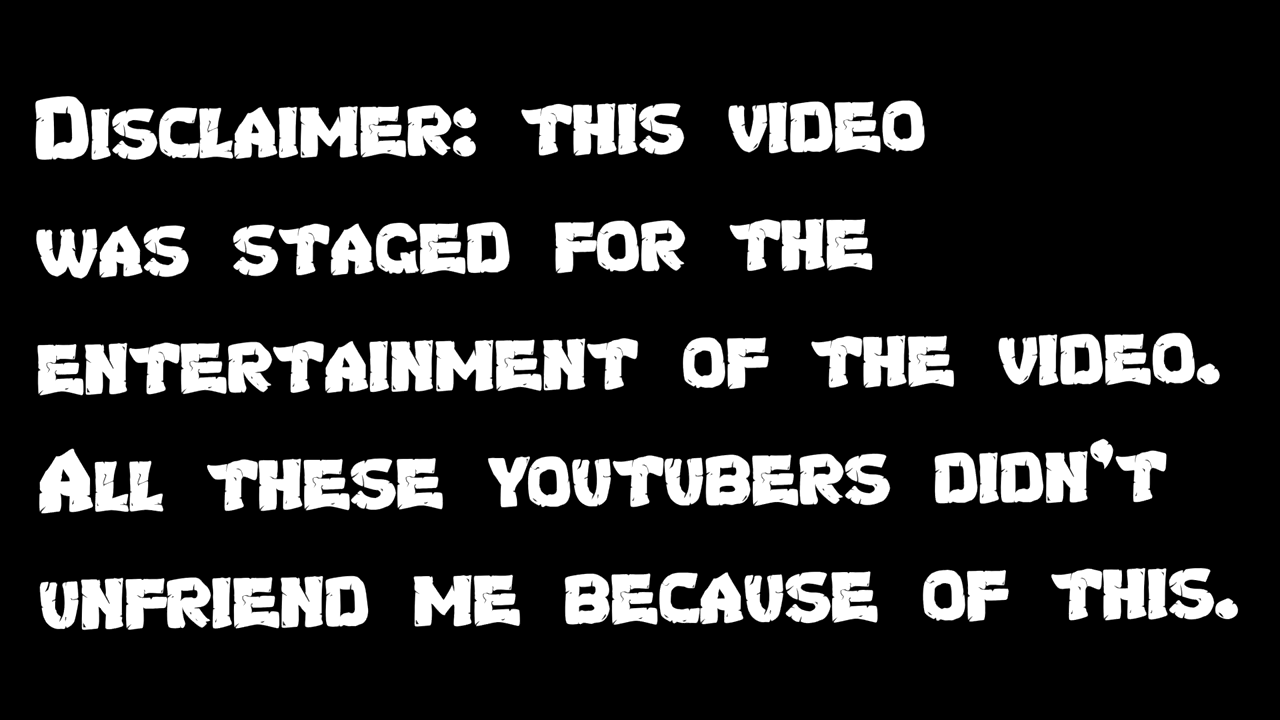 Disclaimer: this video
was staged for the
entertainment of the video.
All these youtubers didn't
unfriend me because of this.